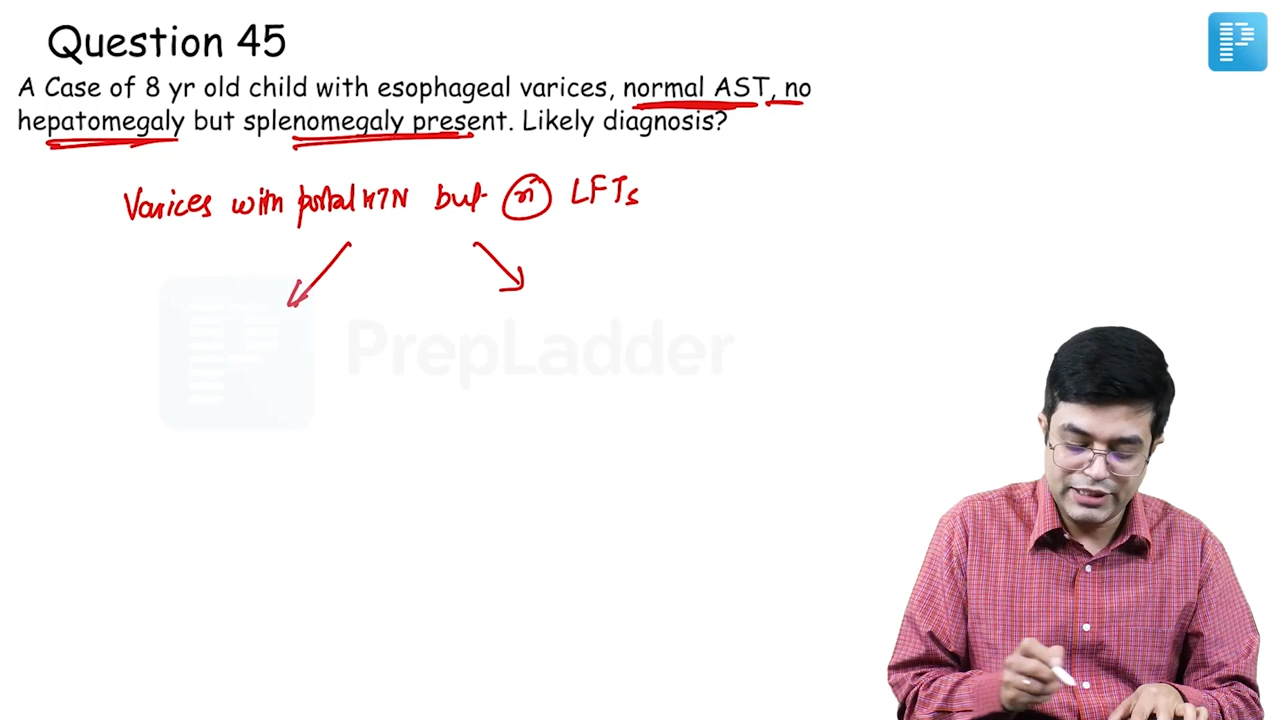 Question 45
A Case of 8 yr old child with esophageal varices, normal AST, no
hepatomegaly but splenomegaly present. Likely diagnosis?
Varices with portal HTN but n LFTs
PrepLadder